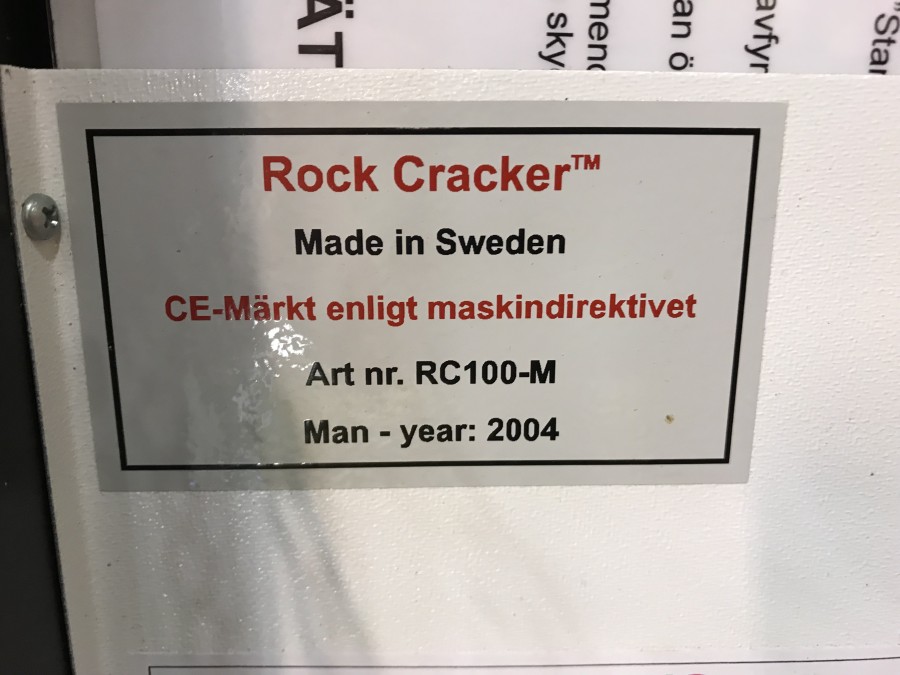 Rock Cracker™
Made in Sweden
CE-Märkt enligt maskindirektivet
Art nr. RC100-M
Man - year: 2004